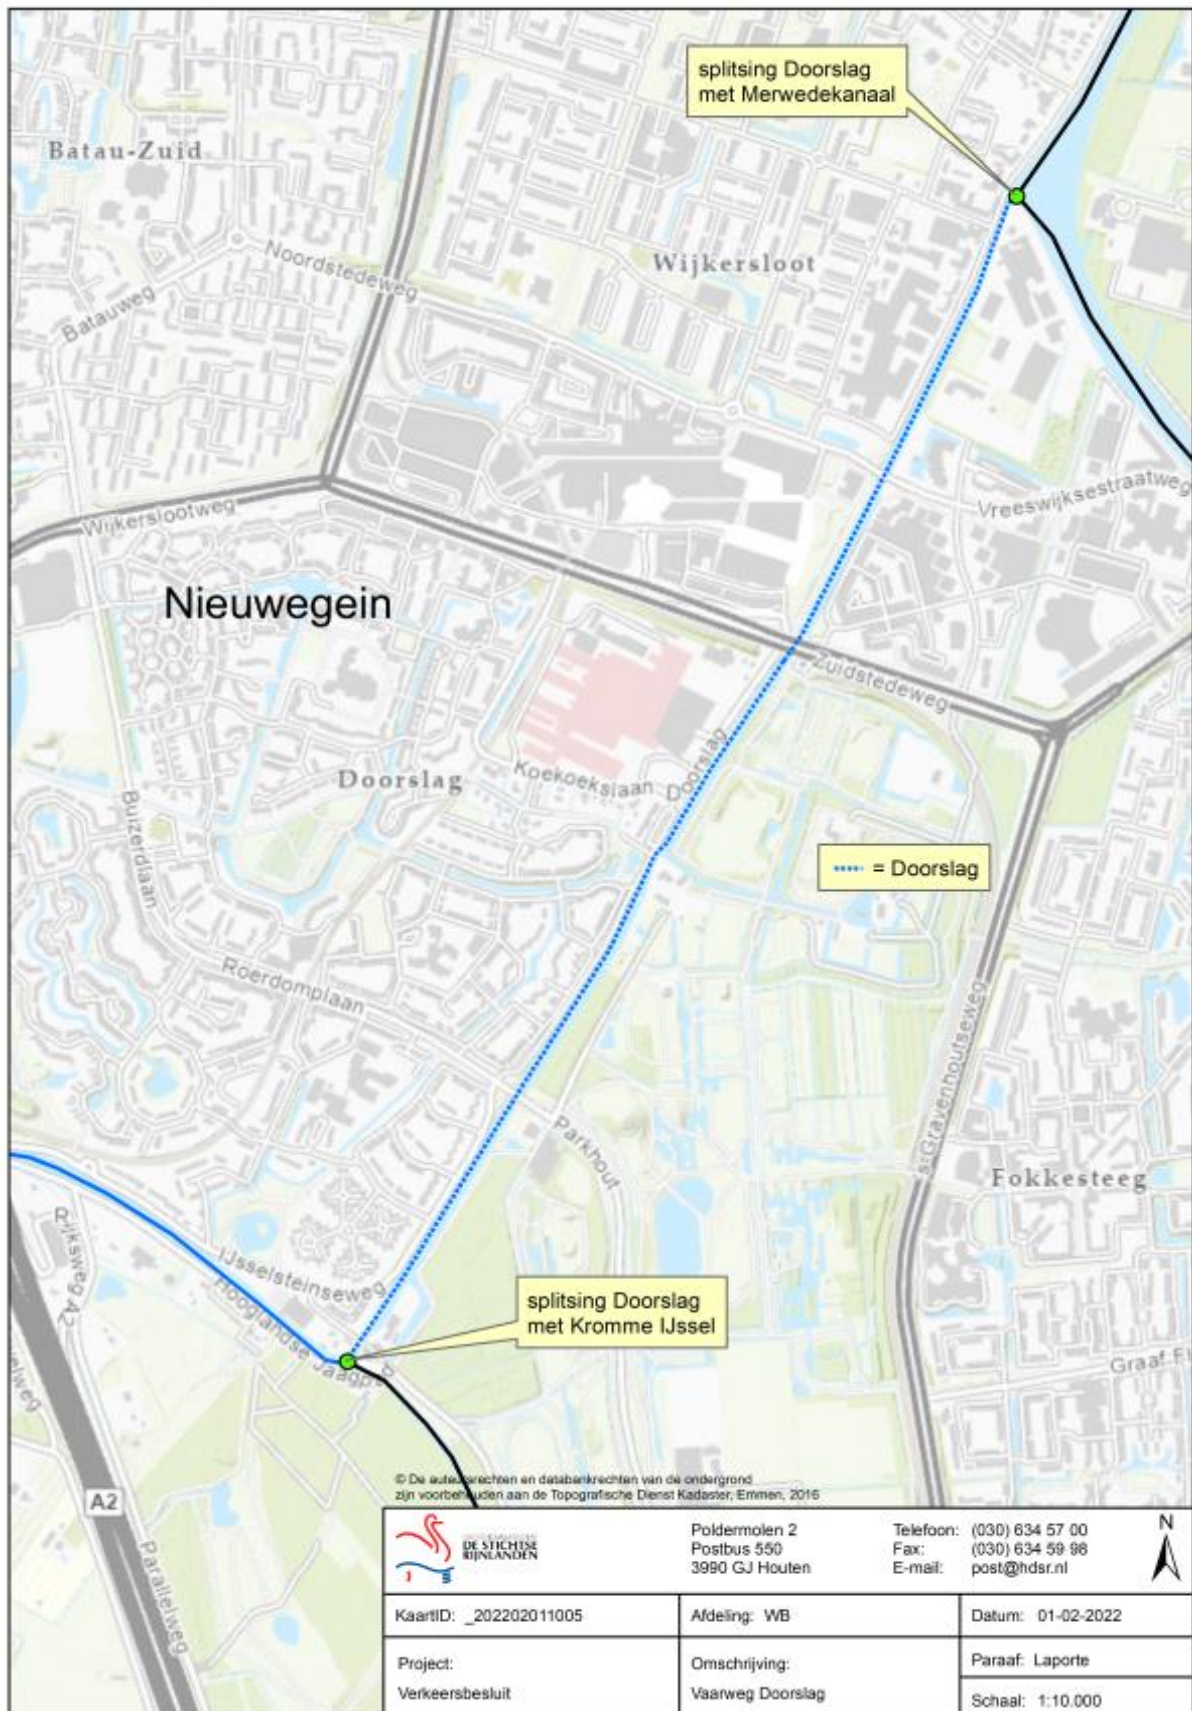 splitsing Doorslag
met Merwedekanaal
Batau-Zuid
Noordstedeweg
Wijkersloot
Batauweg
Wijkerslootweg
Vreeswijksestraatweg
Nieuwegein
Zuidstedeweg
Doorslag
Koekoekslaan
Doorslag
Buizerdlaan
= Doorslag
Roerdomplaan
Parkhout
's-Gravenhoutseweg
Fokkesteeg
Rijksweg A2
IJsselsteinseweg
splitsing Doorslag
met Kromme IJssel
Hooglandse Jaagp
Graaf Fl
elweg
A2
Parallelweg
© De auteursrechten en databankrechten van de ondergrond
zijn voorbehouden aan de Topografische Dienst Kadaster, Emmen, 2016
DE STICHTSE
RIJNLANDEN
Poldermolen 2
Postbus 550
3990 GJ Houten
Telefoon: (030) 634 57 00
Fax: (030) 634 59 98
E-mail: post@hdsr.nl
N
KaartID: _202202011005
Afdeling: WB
Datum: 01-02-2022
Project:
Verkeersbesluit
Omschrijving:
Vaarweg Doorslag
Paraaf: Laporte
Schaal: 1:10.000